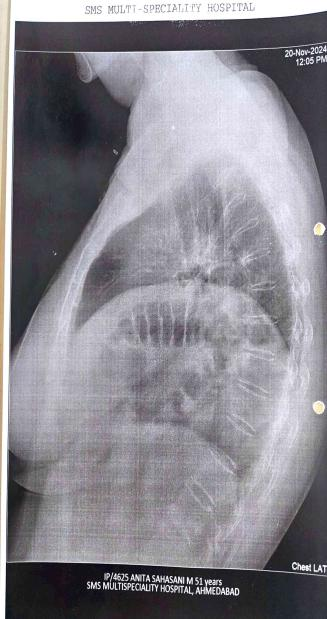 SMS MULTI-SPECIALITY HOSPITAL
20-Nov-2024
12:05 PM
Chest LAT
IP/4625 ANITA SAHASANI M 51 years
SMS MULTISPECIALITY HOSPITAL, AHMEDABAD